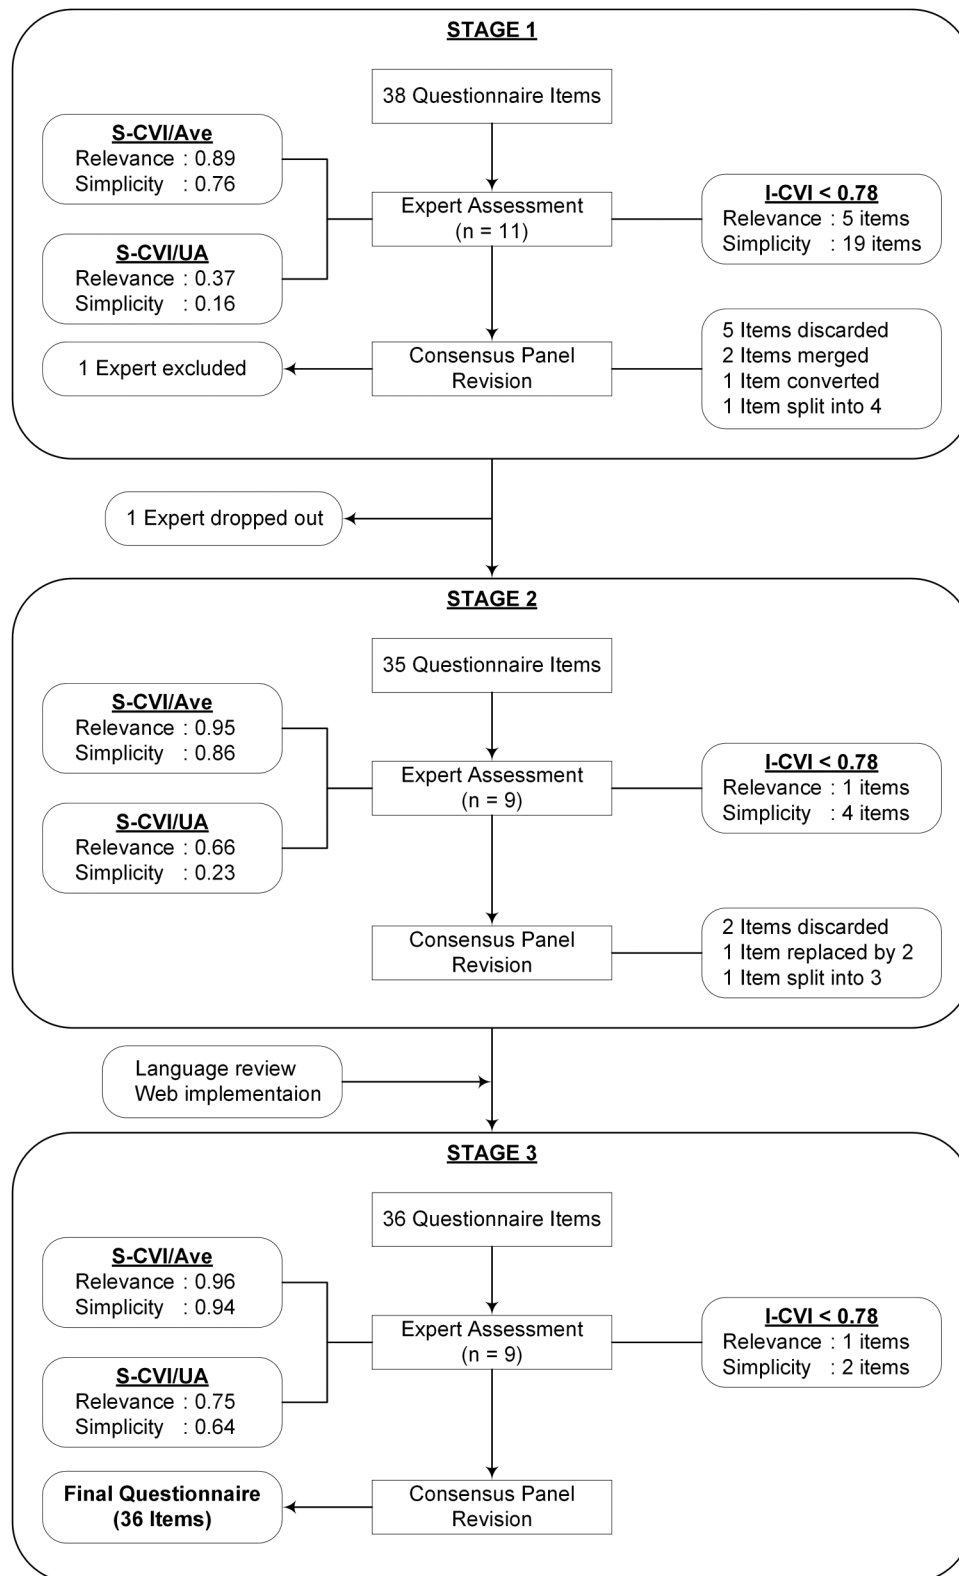 STAGE 1
38 Questionnaire Items
S-CVI/Ave
Relevance : 0.89
Simplicity : 0.76
Expert Assessment
(n = 11)
I-CVI < 0.78
Relevance : 5 items
Simplicity : 19 items
S-CVI/UA
Relevance : 0.37
Simplicity : 0.16
1 Expert excluded
Consensus Panel
Revision
5 Items discarded
2 Items merged
1 Item converted
1 Item split into 4
1 Expert dropped out
STAGE 2
35 Questionnaire Items
S-CVI/Ave
Relevance : 0.95
Simplicity : 0.86
Expert Assessment
(n = 9)
I-CVI < 0.78
Relevance : 1 items
Simplicity : 4 items
S-CVI/UA
Relevance : 0.66
Simplicity : 0.23
Consensus Panel
Revision
2 Items discarded
1 Item replaced by 2
1 Item split into 3
Language review
Web implementaion
STAGE 3
36 Questionnaire Items
S-CVI/Ave
Relevance : 0.96
Simplicity : 0.94
Expert Assessment
(n = 9)
I-CVI < 0.78
Relevance : 1 items
Simplicity : 2 items
S-CVI/UA
Relevance : 0.75
Simplicity : 0.64
Final Questionnaire
(36 Items)
Consensus Panel
Revision